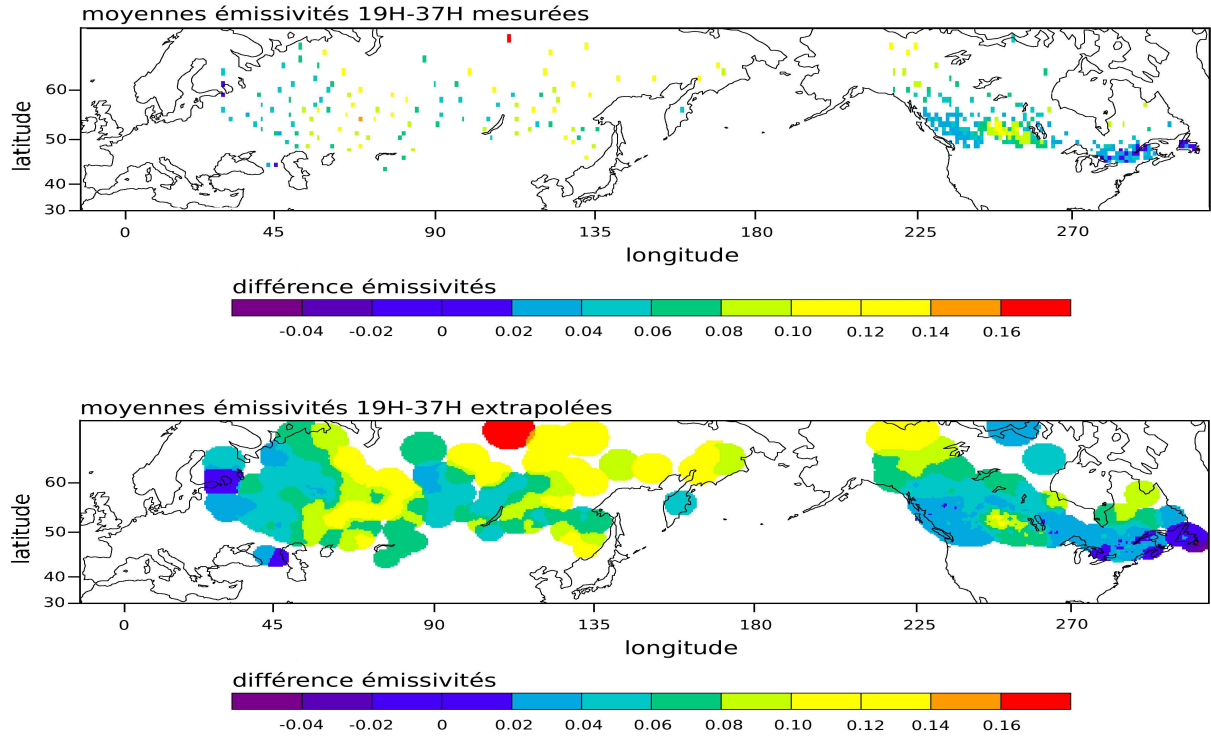 moyennes émissivités 19H-37H mesurées
latitude
60
50
40
30
0 45 90 135 180 225 270
longitude
différence émissivités
-0.04 -0.02 0 0.02 0.04 0.06 0.08 0.10 0.12 0.14 0.16
moyennes émissivités 19H-37H extrapolées
latitude
60
50
40
30
0 45 90 135 180 225 270
longitude
différence émissivités
-0.04 -0.02 0 0.02 0.04 0.06 0.08 0.10 0.12 0.14 0.16